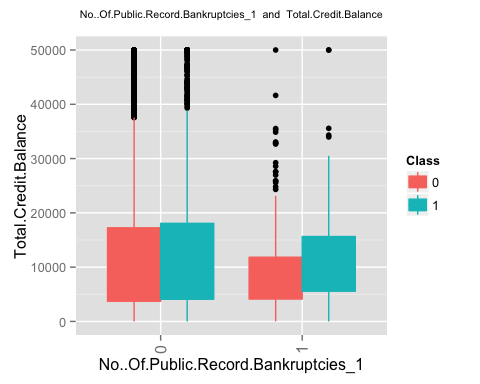 No..Of.Public.Record.Bankruptcies_1 and Total.Credit.Balance
50000
40000
30000
20000
10000
0
Total.Credit.Balance
0
1
No..Of.Public.Record.Bankruptcies_1
Class
0
1